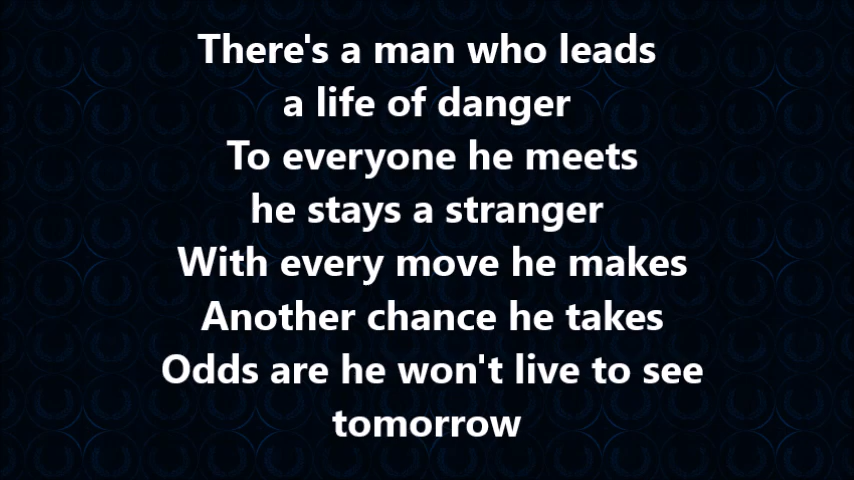 There's a man who leads
a life of danger
To everyone he meets
he stays a stranger
With every move he makes
Another chance he takes
Odds are he won't live to see
tomorrow